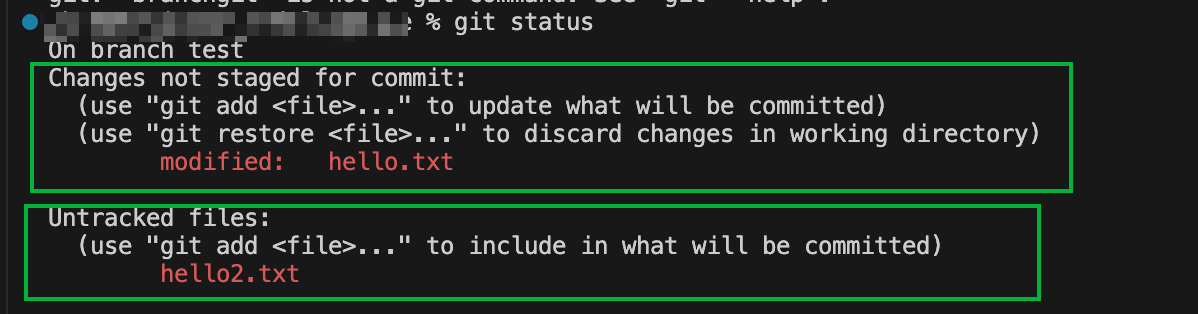 % git status
On branch test
Changes not staged for commit:
(use "git add <file>..." to update what will be committed)
(use "git restore <file>..." to discard changes in working directory)
modified: hello.txt
Untracked files:
(use "git add <file>..." to include in what will be committed)
hello2.txt